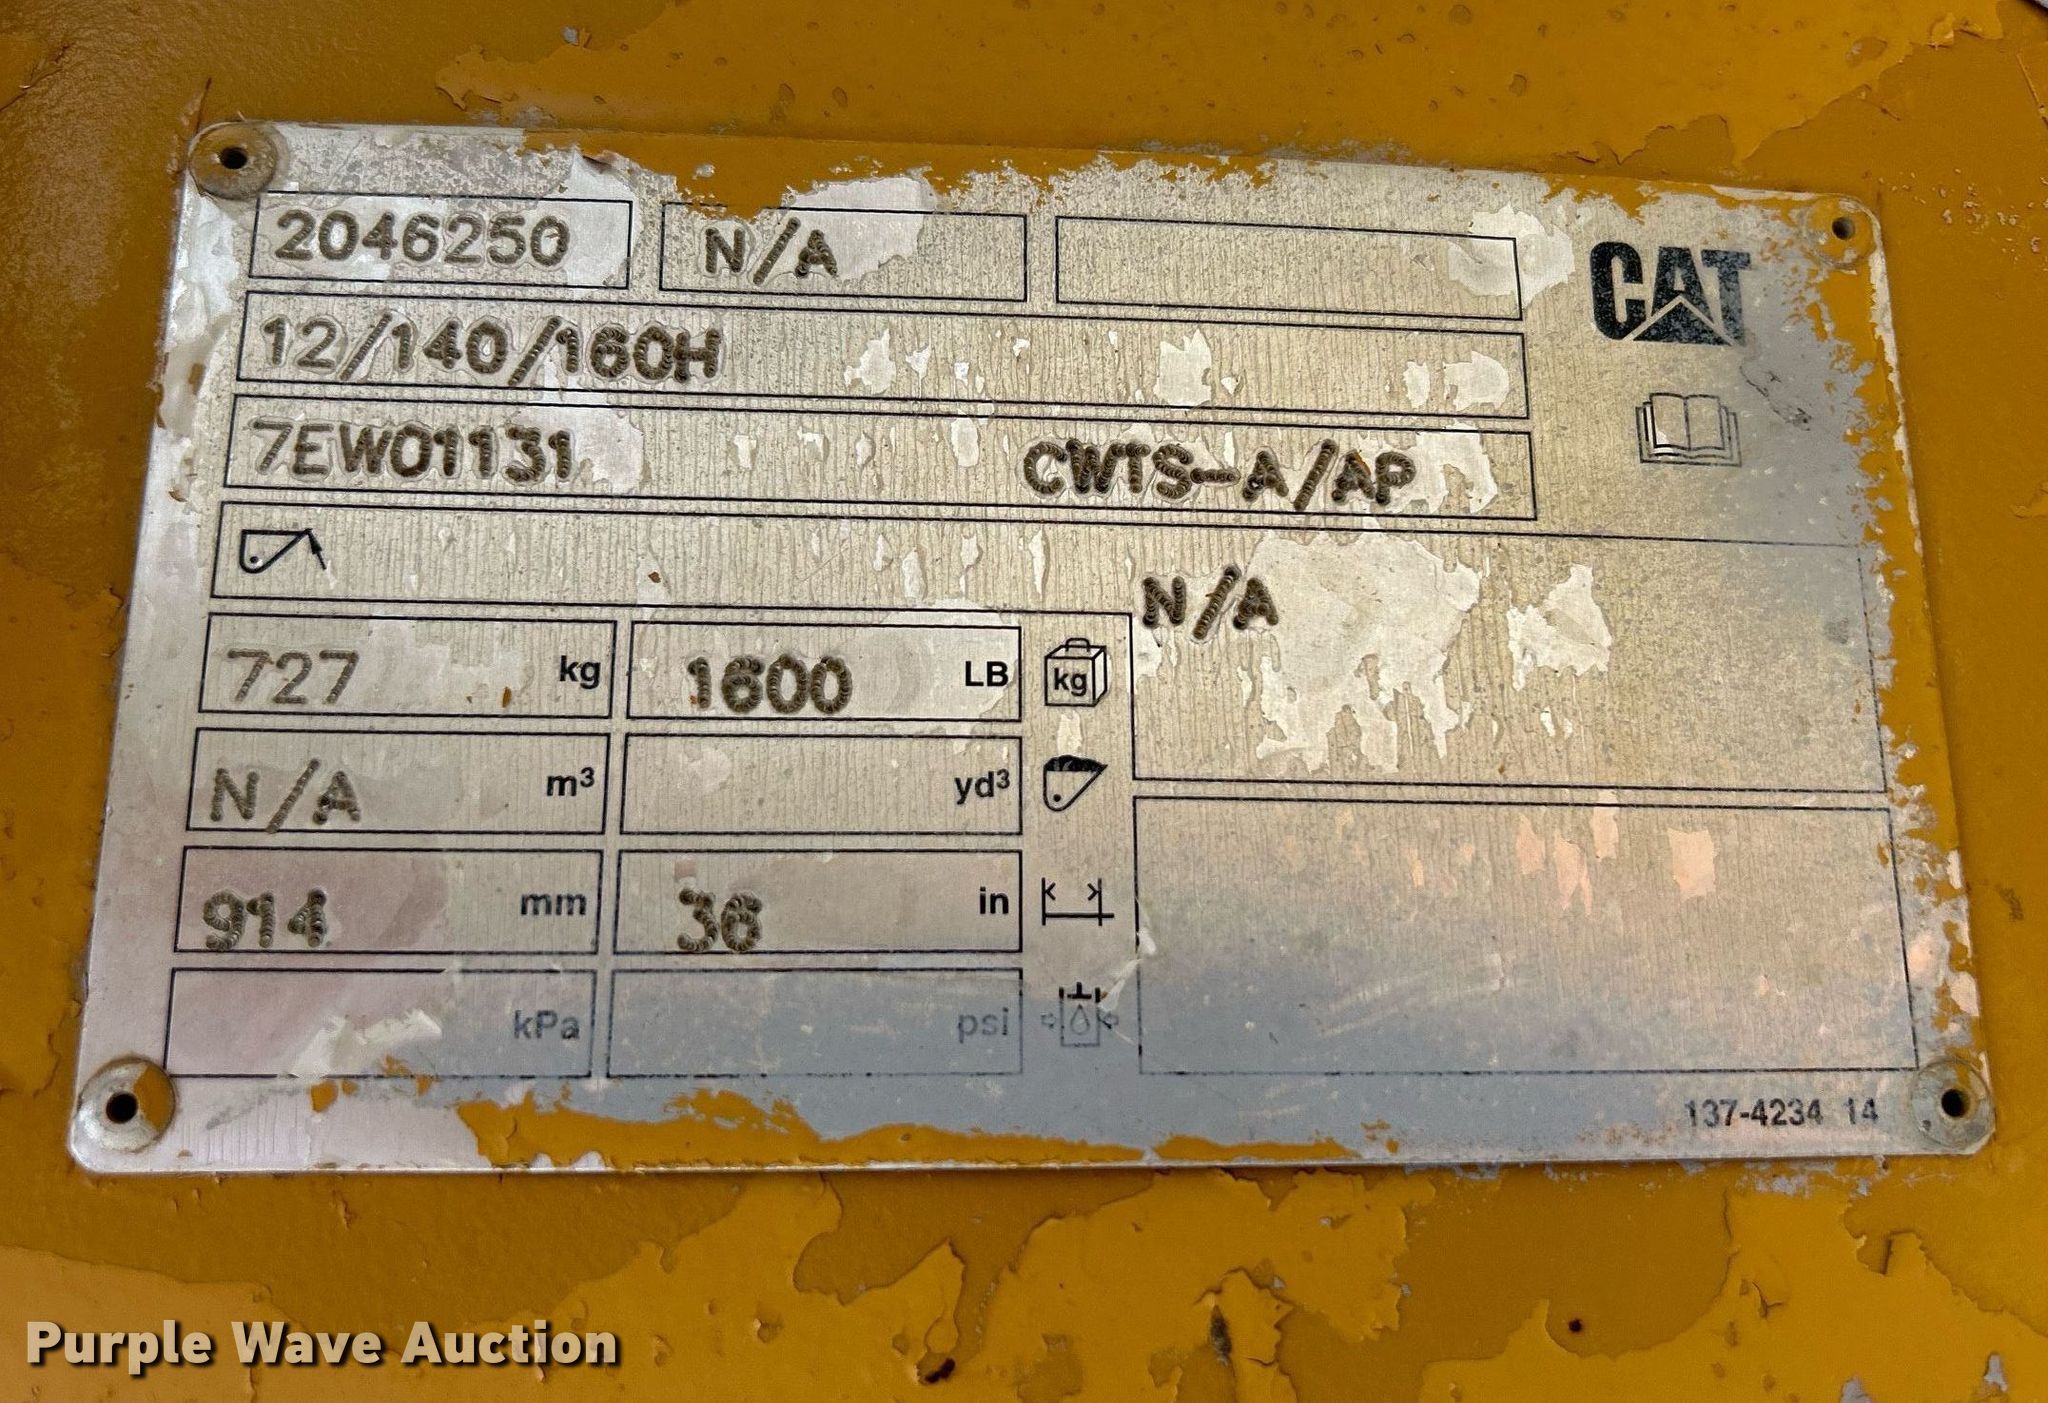 2046250 N/A
CAT
12/140/160H
7EW01131 CWTS-A/AP
N/A
727 kg 1600 LB kg
N/A m³ yd³
914 mm 36 in
kPa psi
137-4234 14
Purple Wave Auction